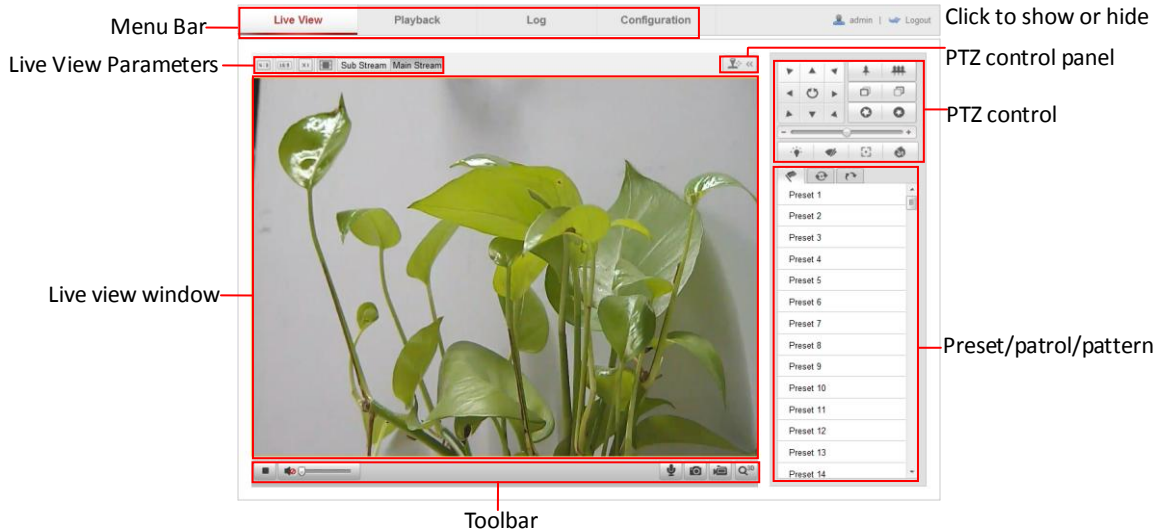 Live View Playback Log Configuration
admin | Logout
Click to show or hide
PTZ control panel
Menu Bar
Live View Parameters
Sub Stream Main Stream
PTZ control
Preset 1
Preset 2
Preset 3
Preset 4
Preset 5
Preset 6
Preset 7
Preset 8
Preset 9
Preset 10
Preset 11
Preset 12
Preset 13
Preset 14
Live view window
Preset/patrol/pattern
Toolbar